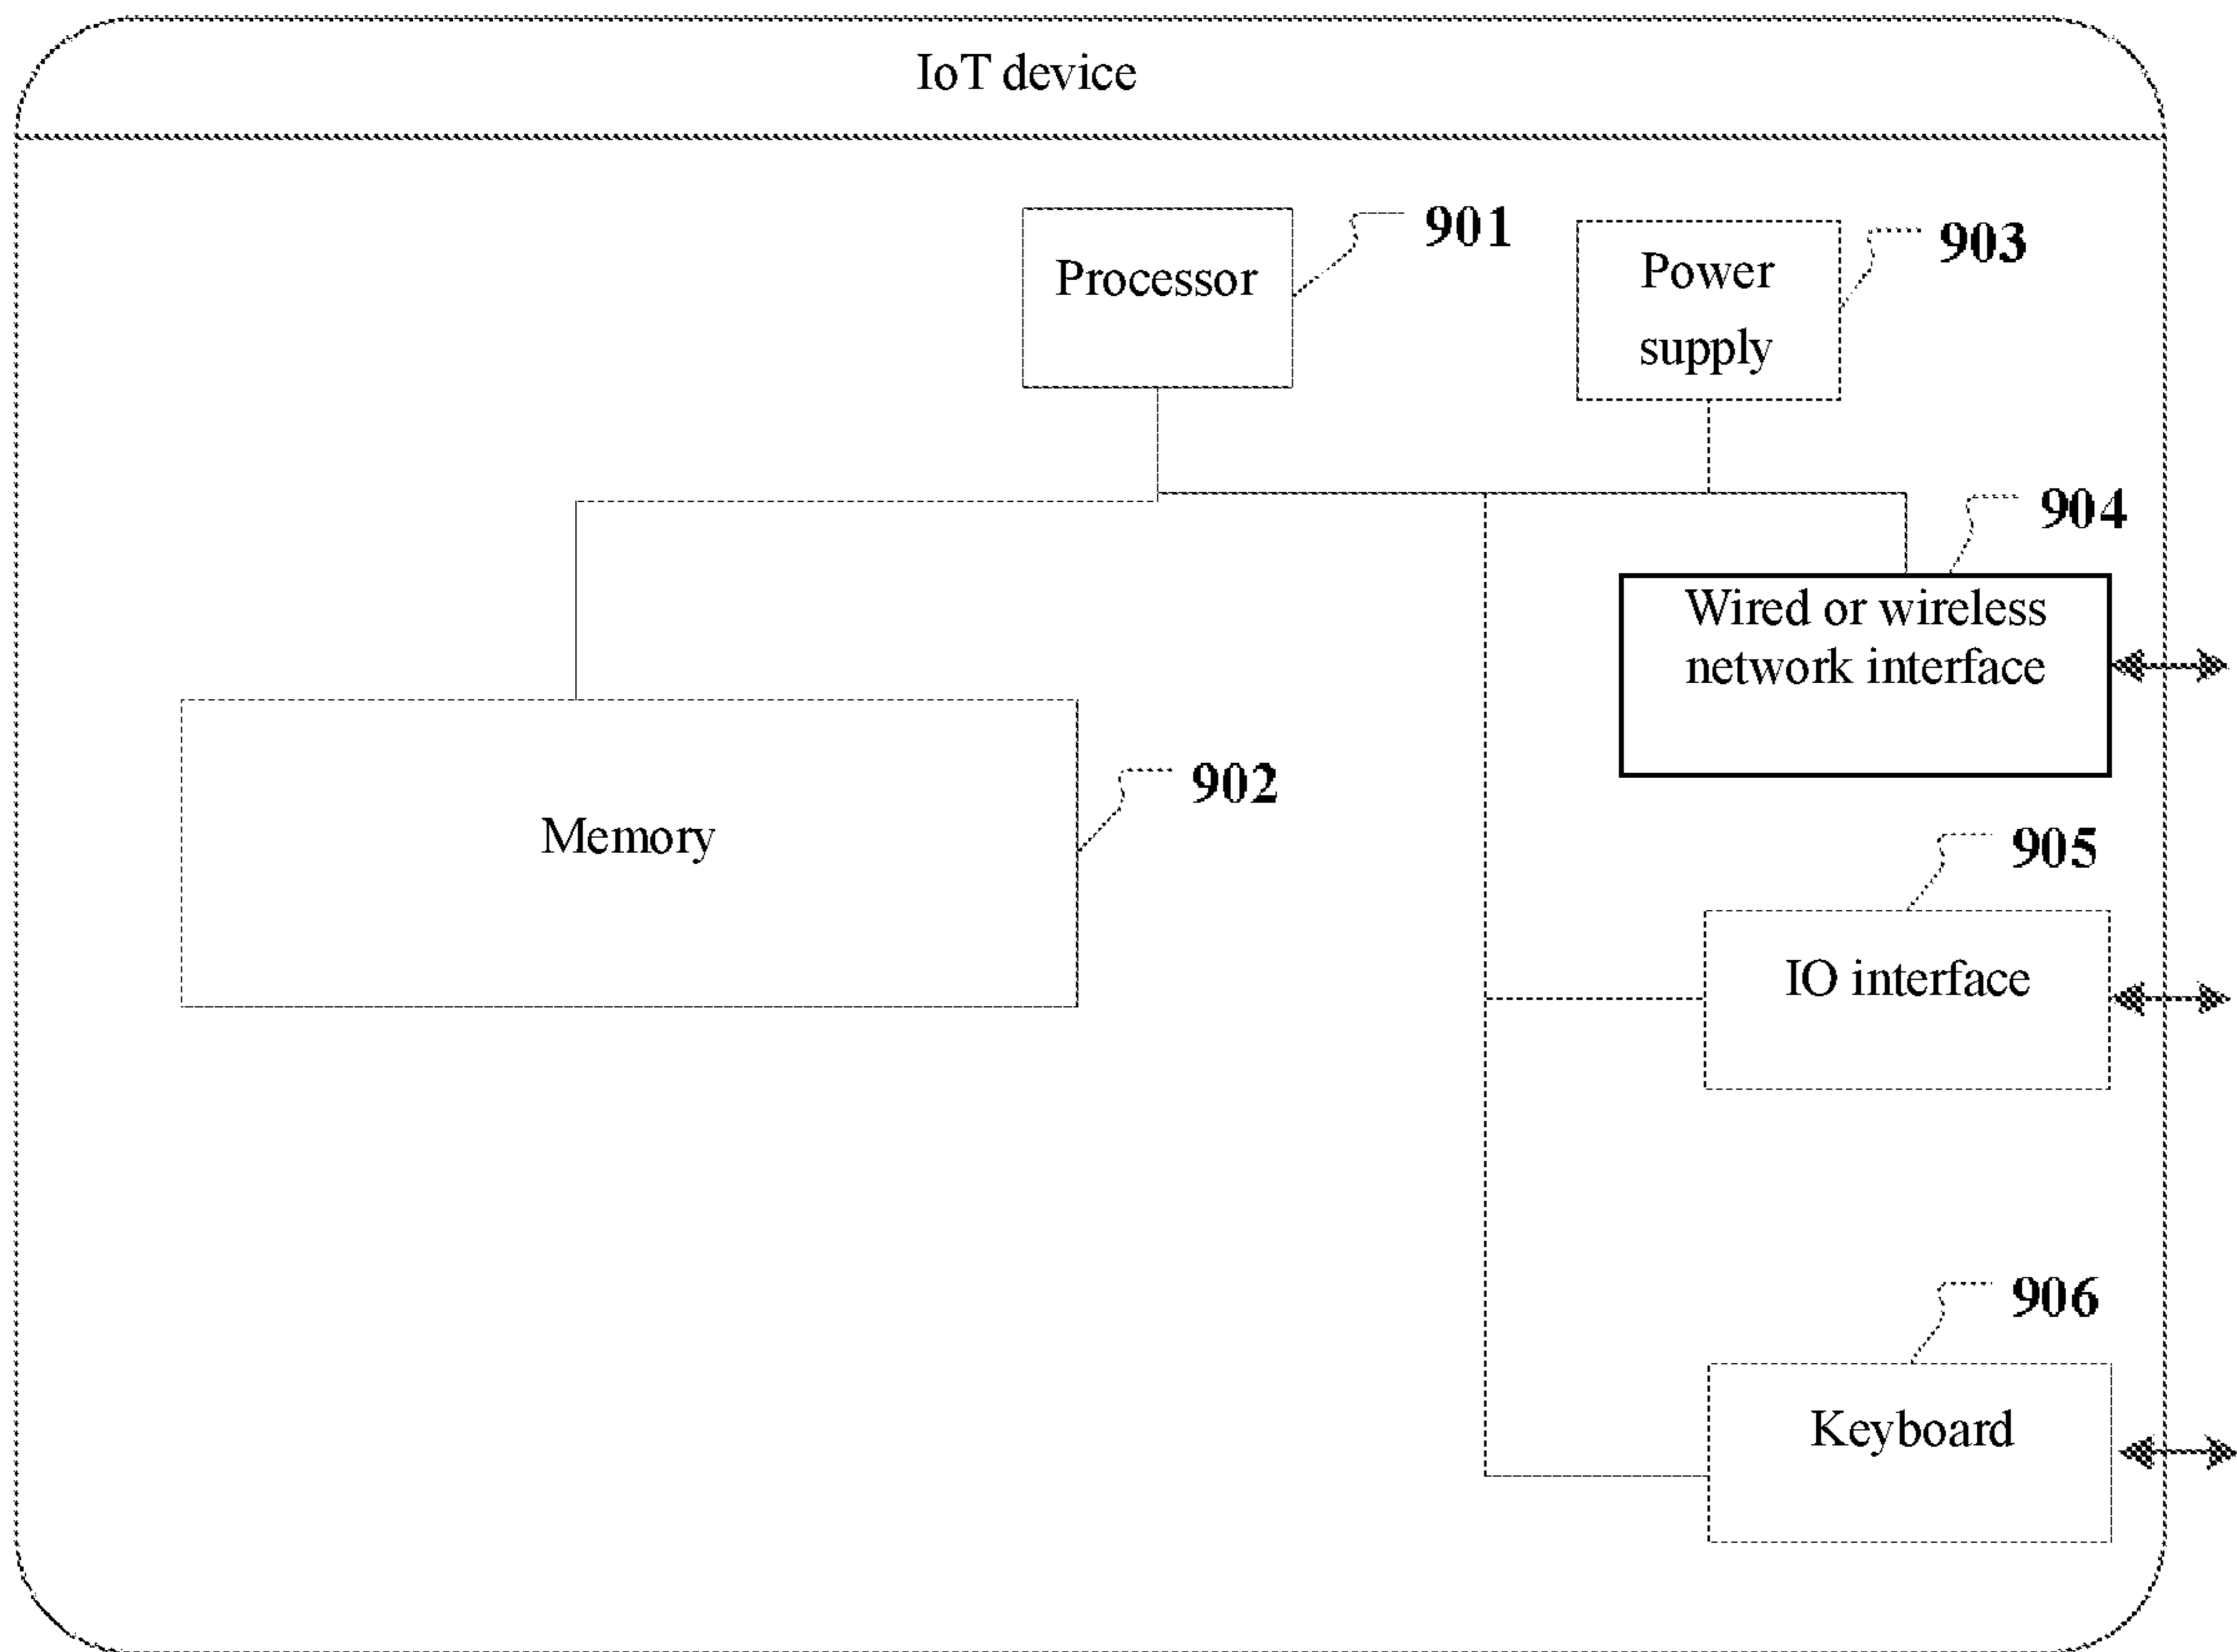 IoT device
Processor
901
Power
supply
903
904
Wired or wireless
network interface
902
Memory
905
IO interface
906
Keyboard